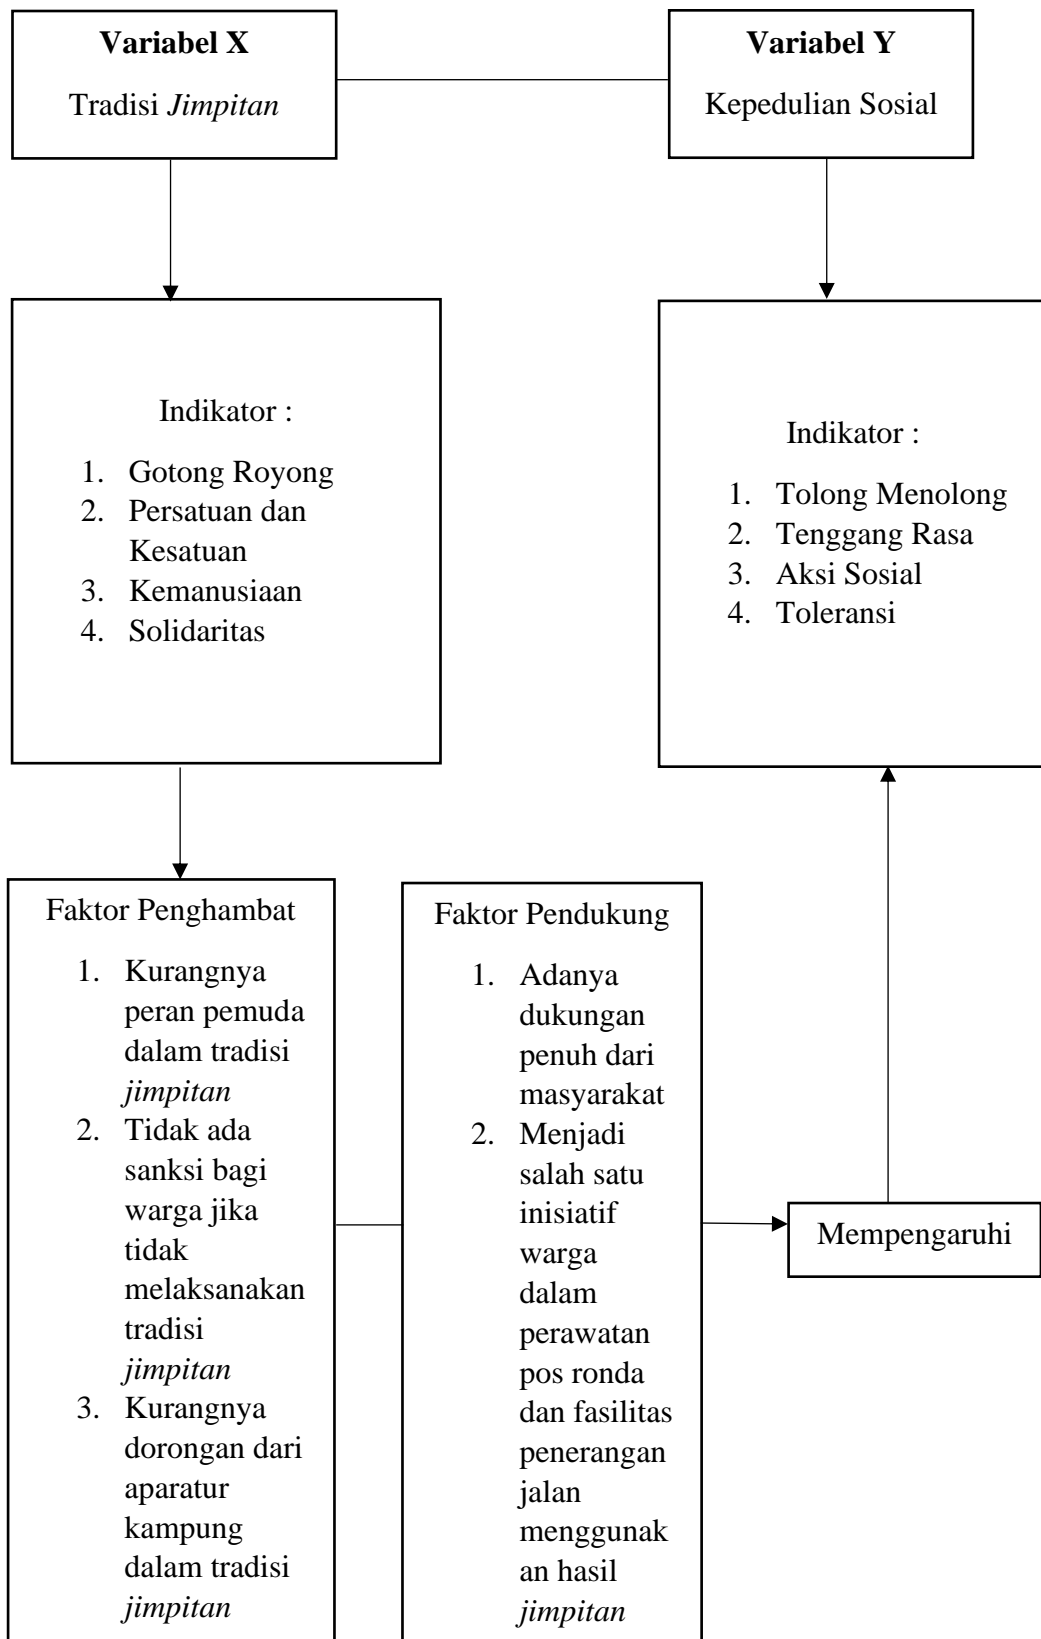 Variabel X
Tradisi Jimpitan
Variabel Y
Kepedulian Sosial
Indikator :
1. Gotong Royong
2. Persatuan dan
Kesatuan
3. Kemanusiaan
4. Solidaritas
Indikator :
1. Tolong Menolong
2. Tenggang Rasa
3. Aksi Sosial
4. Toleransi
Faktor Penghambat
1. Kurangnya
peran pemuda
dalam tradisi
jimpitan
2. Tidak ada
sanksi bagi
warga jika
tidak
melaksanakan
tradisi
jimpitan
3. Kurangnya
dorongan dari
aparatur
kampung
dalam tradisi
jimpitan
Faktor Pendukung
1. Adanya
dukungan
penuh dari
masyarakat
2. Menjadi
salah satu
inisiatif
warga
dalam
perawatan
pos ronda
dan fasilitas
penerangan
jalan
menggunak
an hasil
jimpitan
Mempengaruhi